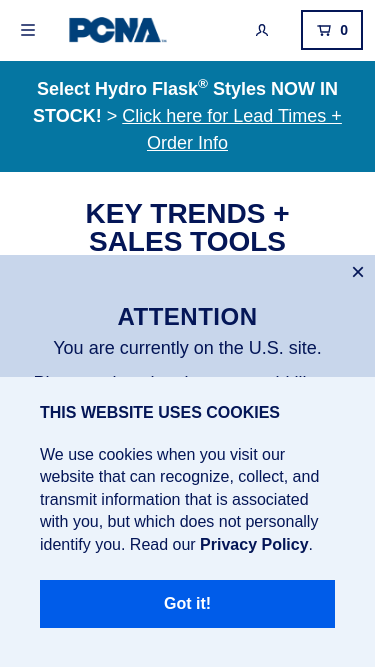 PCNA
0
Select Hydro Flask® Styles NOW IN
STOCK! > Click here for Lead Times +
Order Info
KEY TRENDS +
SALES TOOLS
ATTENTION
You are currently on the U.S. site.
THIS WEBSITE USES COOKIES
We use cookies when you visit our
website that can recognize, collect, and
transmit information that is associated
with you, but which does not personally
identify you. Read our Privacy Policy.
Got it!